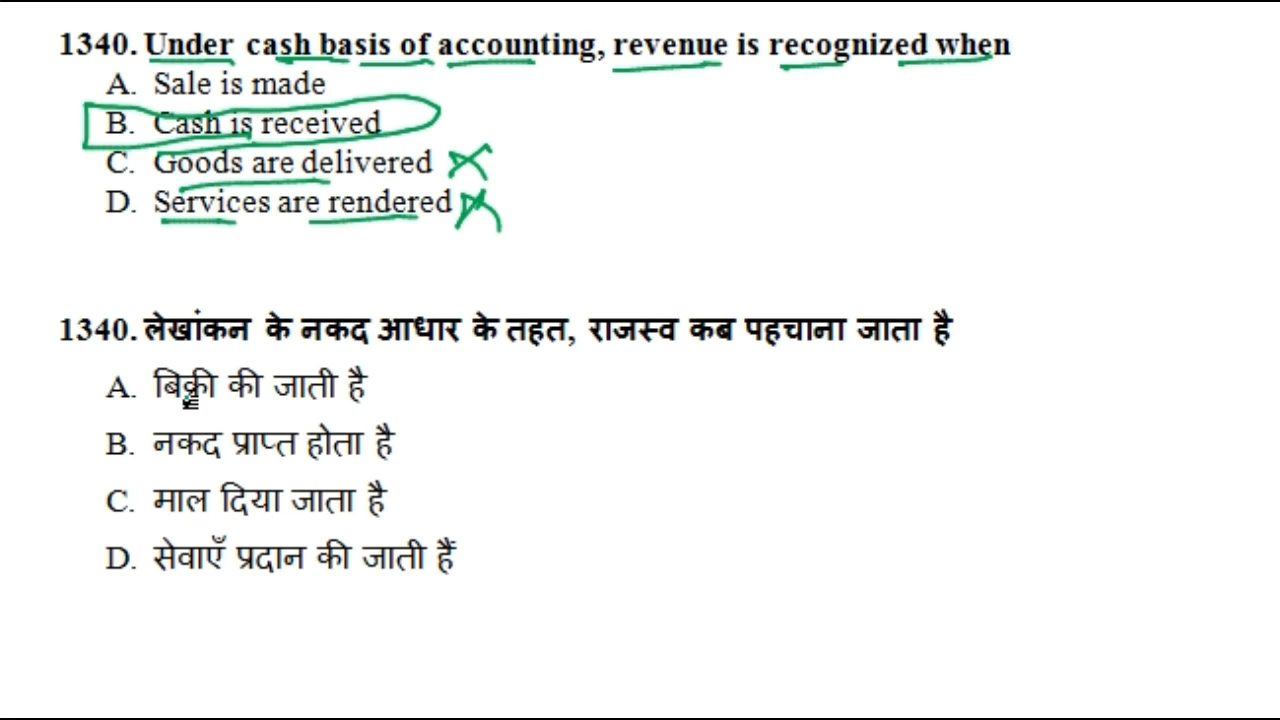 1340. Under cash basis of accounting, revenue is recognized when
A. Sale is made
B. Cash is received
C. Goods are delivered
D. Services are rendered
1340. लेखांकन के नकद आधार के तहत, राजस्व कब पहचाना जाता है
A. बिक्री की जाती है
B. नकद प्राप्त होता है
C. माल दिया जाता है
D. सेवाएँ प्रदान की जाती हैं